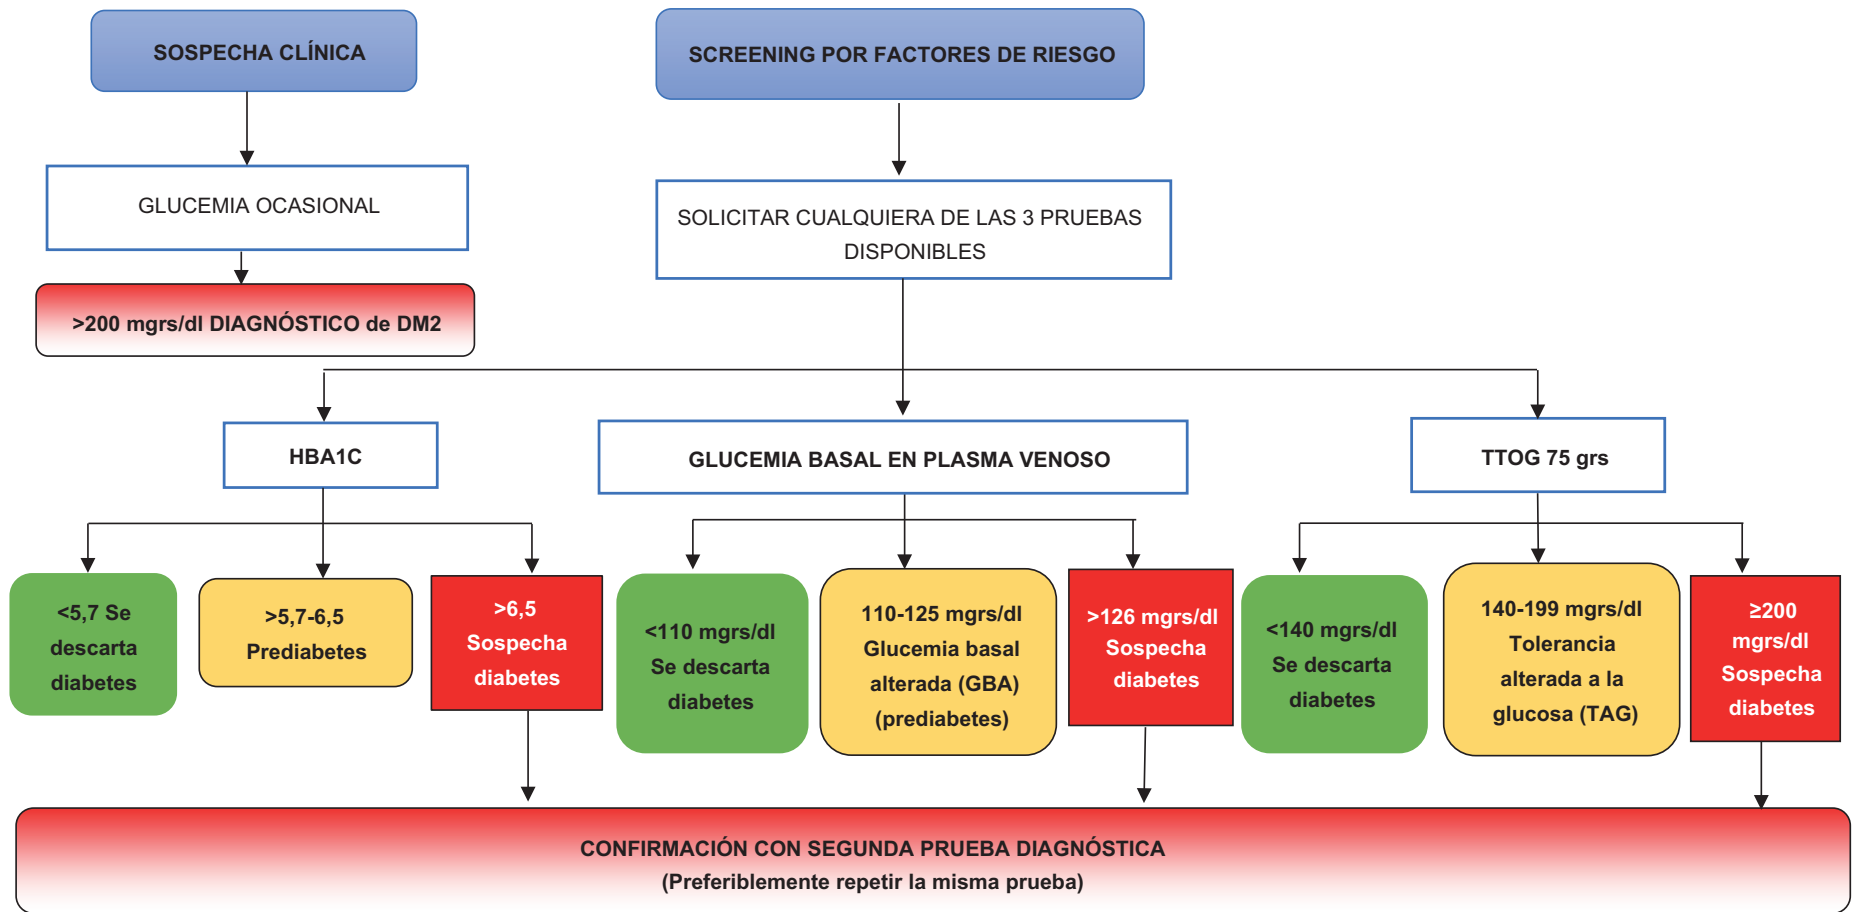 SOSPECHA CLÍNICA
SCREENING POR FACTORES DE RIESGO
GLUCEMIA OCASIONAL
SOLICITAR CUALQUIERA DE LAS 3 PRUEBAS
DISPONIBLES
>200 mgrs/dl DIAGNÓSTICO de DM2
HBA1C
GLUCEMIA BASAL EN PLASMA VENOSO
TTOG 75 grs
<5,7 Se
descarta
diabetes
>5,7-6,5
Prediabetes
>6,5
Sospecha
diabetes
<110 mgrs/dl
Se descarta
diabetes
110-125 mgrs/dl
Glucemia basal
alterada (GBA)
(prediabetes)
>126 mgrs/dl
Sospecha
diabetes
<140 mgrs/dl
Se descarta
diabetes
140-199 mgrs/dl
Tolerancia
alterada a la
glucosa (TAG)
≥200
mgrs/dl
Sospecha
diabetes
CONFIRMACIÓN CON SEGUNDA PRUEBA DIAGNÓSTICA
(Preferiblemente repetir la misma prueba)